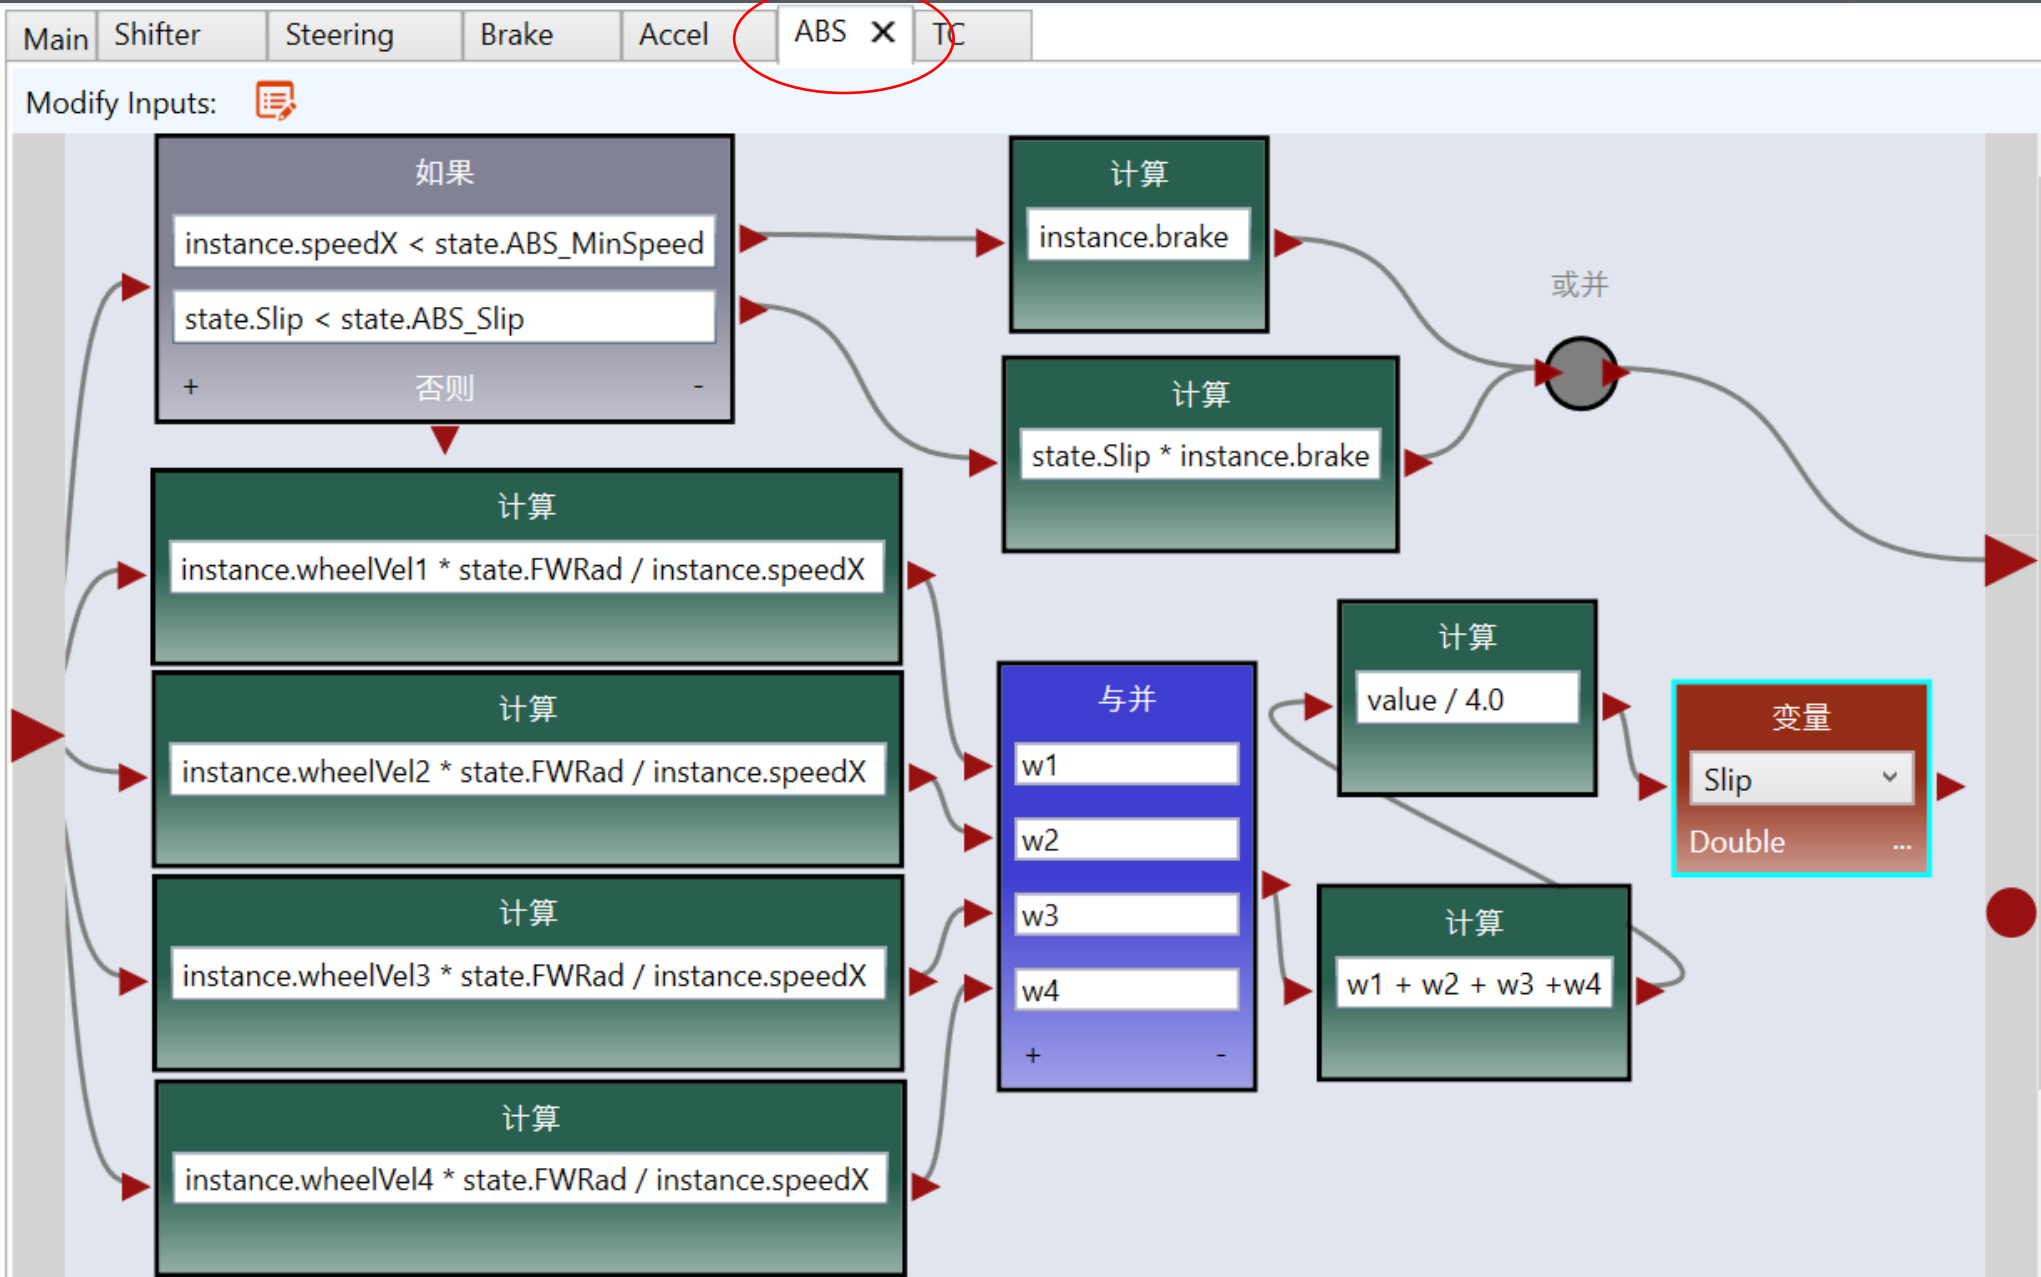 Main Shifter Steering Brake Accel ABS TC
Modify Inputs:
如果
instance.speedX < state.ABS_MinSpeed
state.Slip < state.ABS_Slip
+ 否则 -
计算
instance.brake
或并
计算
state.Slip * instance.brake
计算
instance.wheelVel1 * state.FWRad / instance.speedX
计算
instance.wheelVel2 * state.FWRad / instance.speedX
计算
instance.wheelVel3 * state.FWRad / instance.speedX
计算
instance.wheelVel4 * state.FWRad / instance.speedX
与并
w1
w2
w3
w4
+ -
计算
value / 4.0
计算
w1 + w2 + w3 +w4
变量
Slip
Double ...